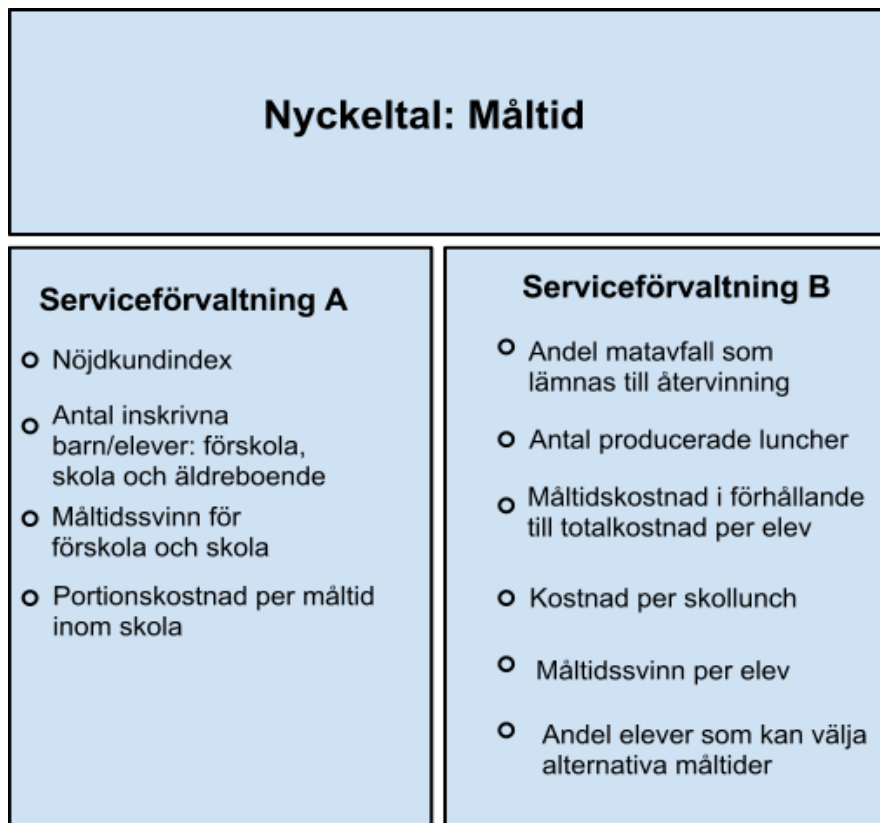 Nyckeltal: Måltid
Serviceförvaltning A
Nöjdkundindex
Antal inskrivna
barn/elever: förskola,
skola och äldreboende
Måltidssvinn för
förskola och skola
Portionskostnad per måltid
inom skola
Serviceförvaltning B
Andel matavfall som
lämnas till återvinning
Antal producerade luncher
Måltidskostnad i förhållande
till totalkostnad per elev
Kostnad per skollunch
Måltidssvinn per elev
Andel elever som kan välja
alternativa måltider